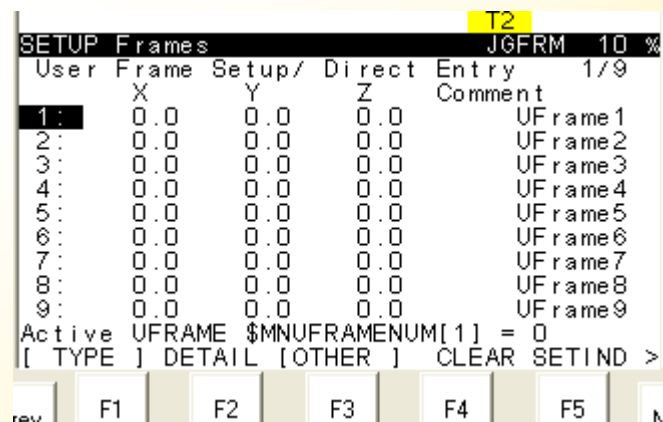 T2
SETUP Frames JGFRM 10 %
User Frame Setup/ Direct Entry 1/9
X Y Z Comment
1: 0.0 0.0 0.0 UFrame1
2: 0.0 0.0 0.0 UFrame2
3: 0.0 0.0 0.0 UFrame3
4: 0.0 0.0 0.0 UFrame4
5: 0.0 0.0 0.0 UFrame5
6: 0.0 0.0 0.0 UFrame6
7: 0.0 0.0 0.0 UFrame7
8: 0.0 0.0 0.0 UFrame8
9: 0.0 0.0 0.0 UFrame9
Active UFRAME $MNUFRAMENUM[1] = 0
[ TYPE ] DETAIL [OTHER ] CLEAR SETIND >
F1 F2 F3 F4 F5